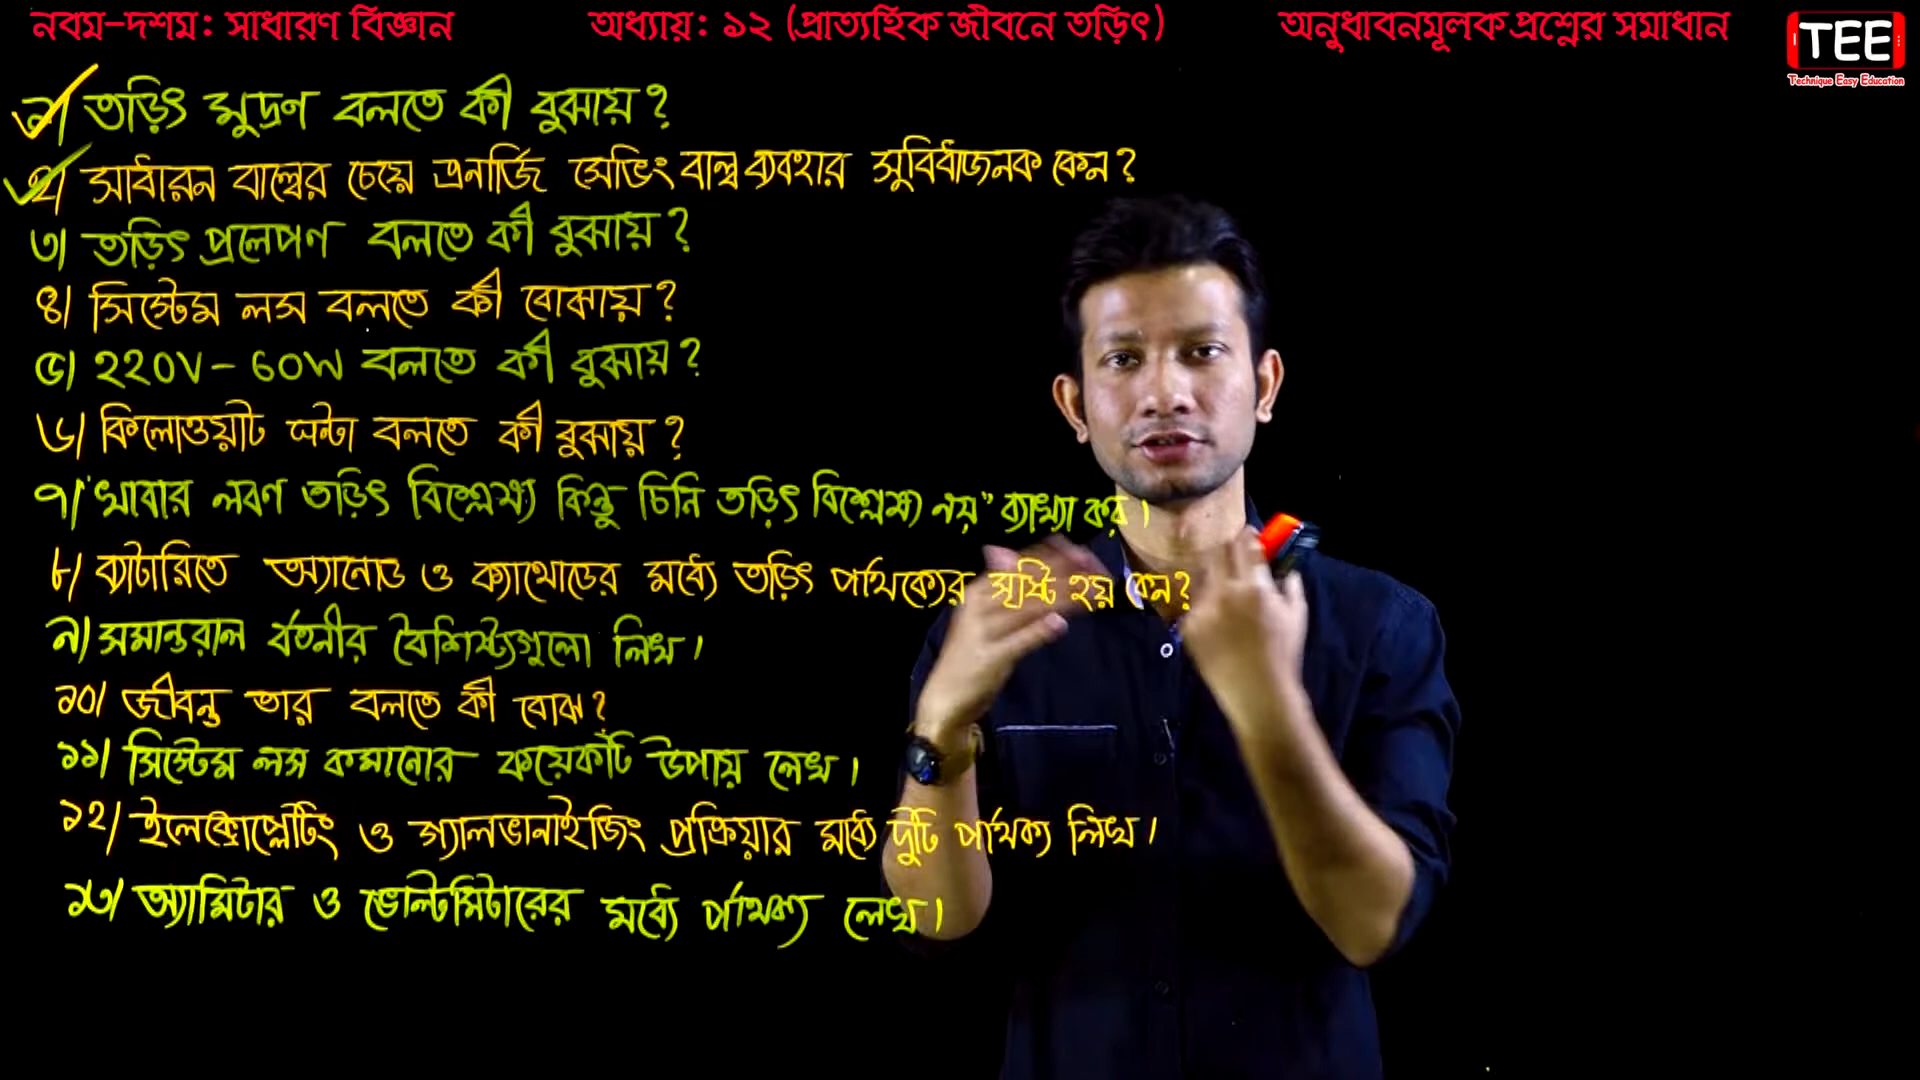 নবম-দশম: সাধারণ বিজ্ঞান অধ্যায়: ১২ (প্রাত্যহিক জীবনে তড়িৎ) অনুধাবনমূলক প্রশ্নের সমাধান
TEE
Technique Easy Education
১। তড়িৎ মুদ্রণ বলতে কী বুঝায়?
২। সাধারন বাল্বের চেয়ে এনার্জি সেভিং বাল্ব ব্যবহার সুবিধাজনক কেন?
৩। তড়িৎ প্রলেপণ বলতে কী বুঝায়?
৪। সিস্টেম লস বলতে কী বোঝায়?
৫। 220V-60W বলতে কী বুঝায়?
৬। কিলোওয়াট ঘন্টা বলতে কী বুঝায়?
৭। "খাবার লবণ তড়িৎ বিশ্লেষ্য কিন্তু চিনি তড়িৎ বিশ্লেষ্য নয়" ব্যাখ্যা কর।
৮। ব্যাটারিতে অ্যানোড ও ক্যাথোডের মধ্যে তড়িৎ পার্থক্যের সৃষ্টি হয় কেন?
৯। সমান্তরাল বর্তনীর বৈশিষ্ট্যগুলো লিখ।
১০। জীবন্ত তার বলতে কী বোঝ?
১১। সিস্টেম লস কমানোর কয়েকটি উপায় লেখ।
১২। ইলেক্ট্রোপ্লেটিং ও গ্যালভানাইজিং প্রক্রিয়ার মধ্যে দুটি পার্থক্য লিখ।
১৩। অ্যামিটার ও ভোল্টমিটারের মধ্যে পার্থক্য লেখ।